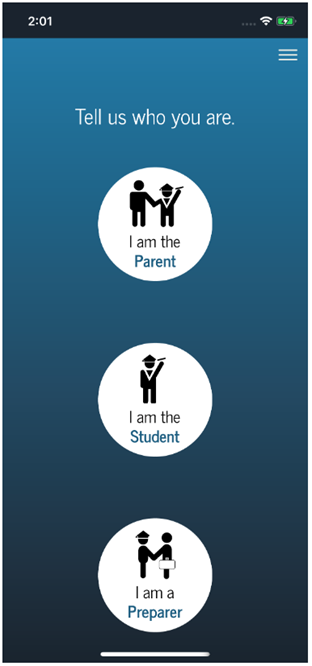 2:01
Tell us who you are.
I am the
Parent
I am the
Student
I am a
Preparer